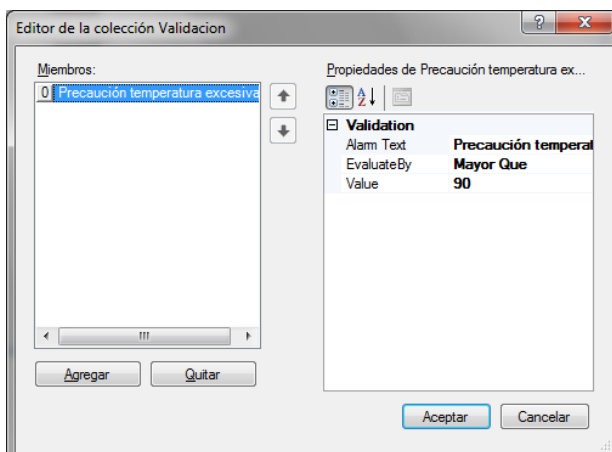 Editor de la colección Validacion
Miembros:
0 Precaución temperatura excesiva
Agregar
Quitar
Propiedades de Precaución temperatura ex...
Validation
Alarm Text Precaución temperat
EvaluateBy Mayor Que
Value 90
Aceptar
Cancelar